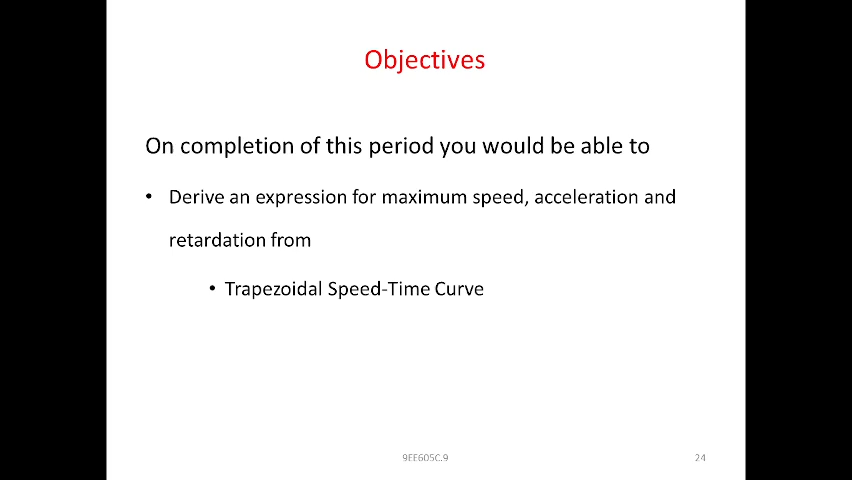 Objectives
On completion of this period you would be able to
• Derive an expression for maximum speed, acceleration and
retardation from
• Trapezoidal Speed-Time Curve
9EE605C.9
24